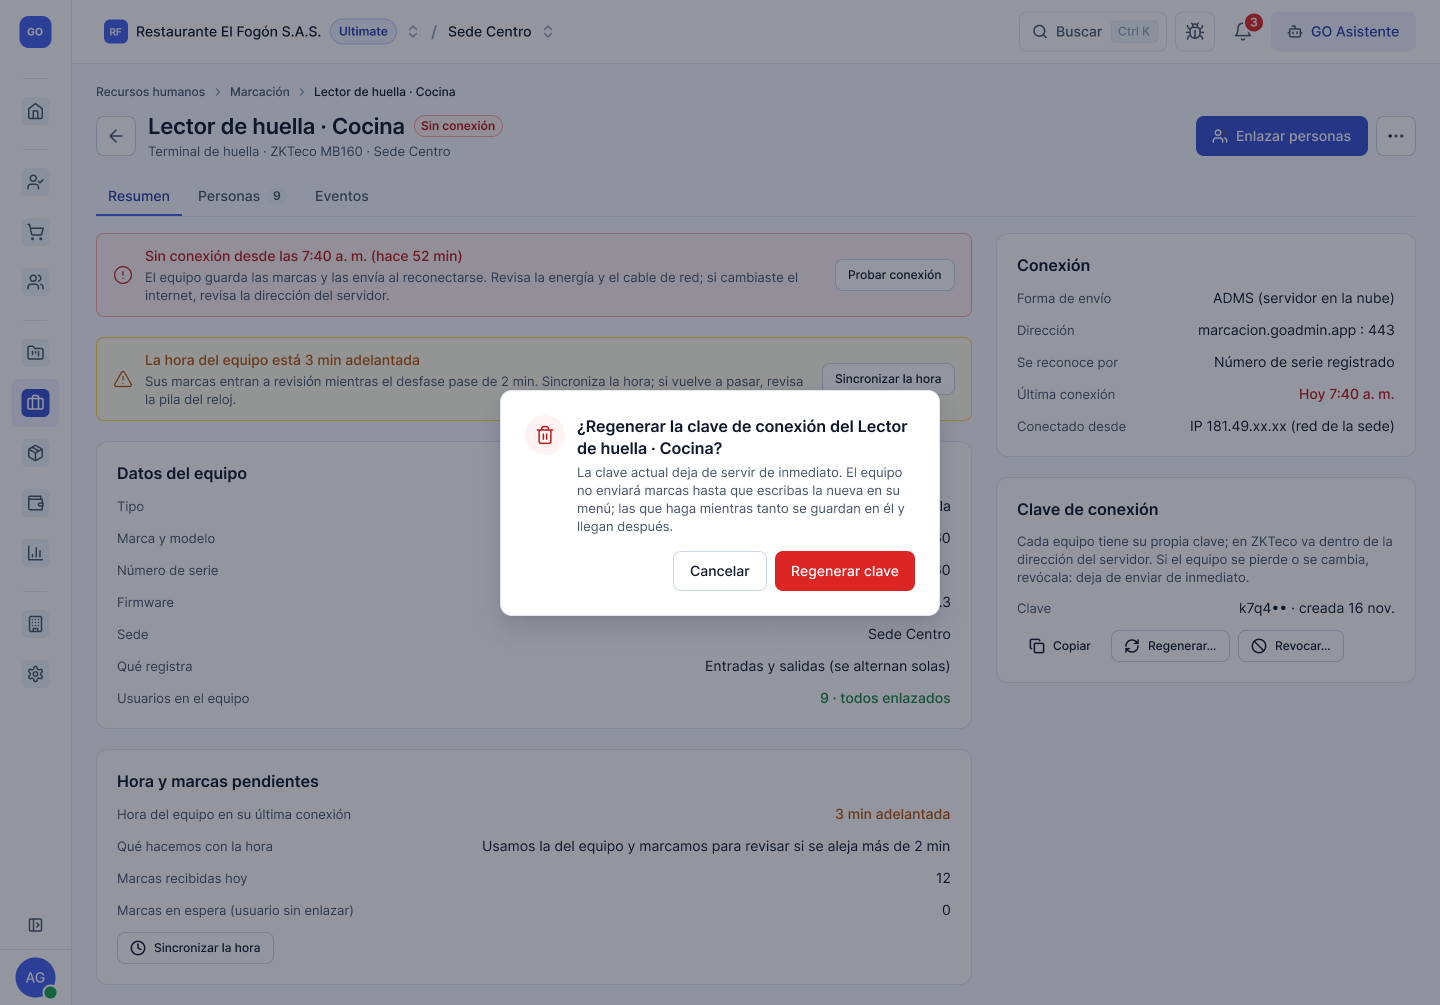 GO
RF Restaurante El Fogón S.A.S. Ultimate / Sede Centro
Buscar Ctrl K
3
GO Asistente
Recursos humanos > Marcación > Lector de huella · Cocina
Lector de huella · Cocina Sin conexión
Terminal de huella · ZKTeco MB160 · Sede Centro
Enlazar personas
Resumen Personas 9 Eventos
Sin conexión desde las 7:40 a. m. (hace 52 min)
El equipo guarda las marcas y las envía al reconectarse. Revisa la energía y el cable de red; si cambiaste el
internet, revisa la dirección del servidor.
Probar conexión
La hora del equipo está 3 min adelantada
Sus marcas entran a revisión mientras el desfase pase de 2 min. Sincroniza la hora; si vuelve a pasar, revisa
la pila del reloj.
Sincronizar la hora
¿Regenerar la clave de conexión del Lector
de huella · Cocina?
La clave actual deja de servir de inmediato. El equipo
no enviará marcas hasta que escribas la nueva en su
menú; las que haga mientras tanto se guardan en él y
llegan después.
Cancelar Regenerar clave
Datos del equipo
Tipo
Marca y modelo
Número de serie
Firmware
Sede Sede Centro
Qué registra Entradas y salidas (se alternan solas)
Usuarios en el equipo 9 · todos enlazados
Hora y marcas pendientes
Hora del equipo en su última conexión 3 min adelantada
Qué hacemos con la hora Usamos la del equipo y marcamos para revisar si se aleja más de 2 min
Marcas recibidas hoy 12
Marcas en espera (usuario sin enlazar) 0
Sincronizar la hora
Conexión
Forma de envío ADMS (servidor en la nube)
Dirección marcacion.goadmin.app : 443
Se reconoce por Número de serie registrado
Última conexión Hoy 7:40 a. m.
Conectado desde IP 181.49.xx.xx (red de la sede)
Clave de conexión
Cada equipo tiene su propia clave; en ZKTeco va dentro de la
dirección del servidor. Si el equipo se pierde o se cambia,
revócala: deja de enviar de inmediato.
Clave k7q4•• · creada 16 nov.
Copiar Regenerar... Revocar...
AG